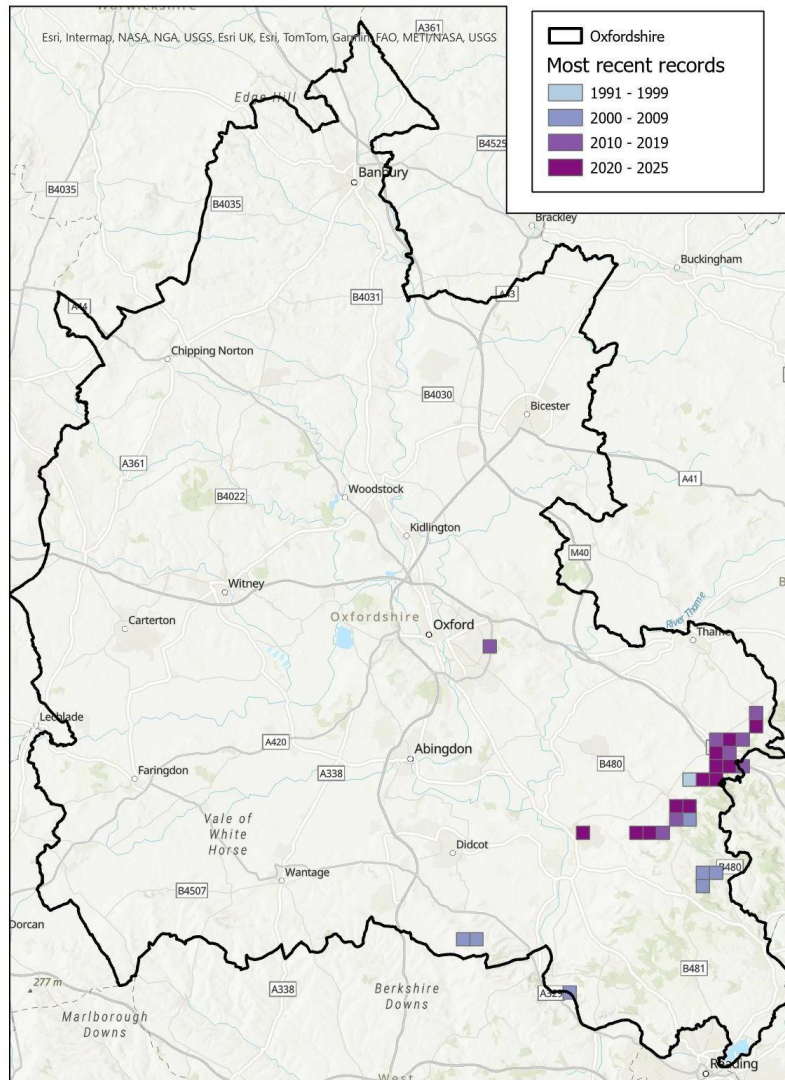 Warwickshire
A361
Esri, Intermap, NASA, NGA, USGS, Esri UK, Esri, TomTom, Garmin, FAO, METI/NASA, USGS
Oxfordshire
Most recent records
1991 - 1999
2000 - 2009
2010 - 2019
2020 - 2025
Edge Hill
B4525
Banbury
B4035
B4035
Brackley
Buckingham
A44
B4031
A43
Chipping Norton
B4030
Bicester
A361
B4022
Woodstock
A41
Kidlington
M40
Witney
Oxfordshire
River Thame
Carterton
Oxford
Thame
Lechblade
A420
Abingdon
B480
A338
Faringdon
Vale of
White
Horse
Didcot
B480
Wantage
B4507
Dorcan
277 m
A338
Berkshire
Downs
A329
B481
Marlborough
Downs
West
Reading